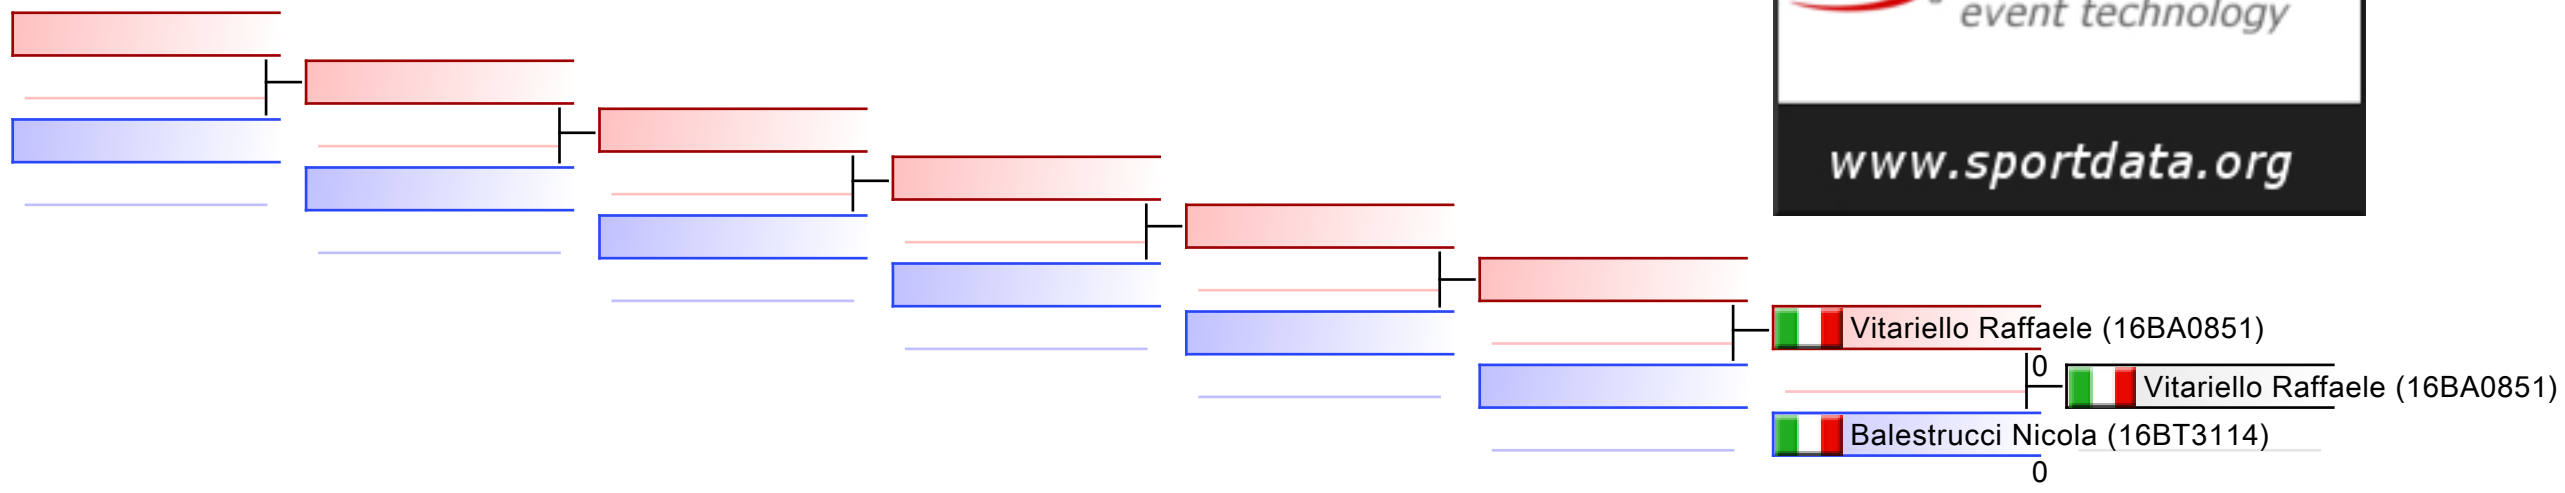 event technology
www.sportdata.org
Vitariello Raffaele (16BA0851)
0
Vitariello Raffaele (16BA0851)
Balestrucci Nicola (16BT3114)
0